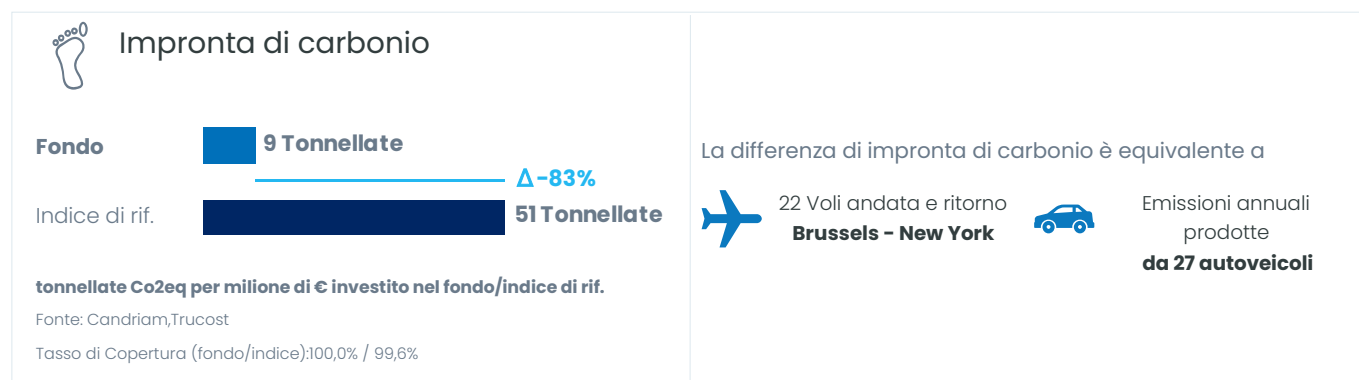 Impronta di carbonio
Fondo
9 Tonnellate
Δ-83%
Indice di rif.
51 Tonnellate
tonnellate Co2eq per milione di € investito nel fondo/indice di rif.
Fonte: Candriam,Trucost
Tasso di Copertura (fondo/indice):100,0% / 99,6%
La differenza di impronta di carbonio è equivalente a
22 Voli andata e ritorno
Brussels - New York
Emissioni annuali
prodotte
da 27 autoveicoli